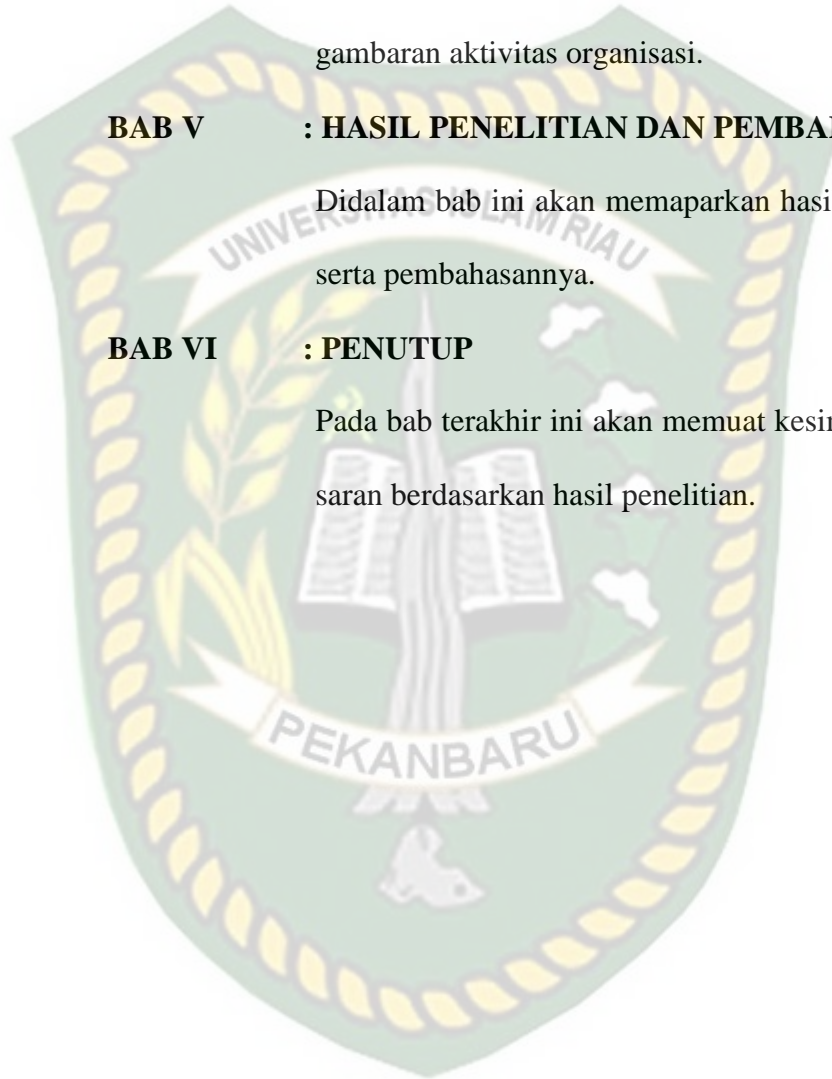 gambaran aktivitas organisasi.
BAB V : HASIL PENELITIAN DAN PEMBA
Didalam bab ini akan memaparkan hasi
serta pembahasannya.
BAB VI : PENUTUP
Pada bab terakhir ini akan memuat kesi
saran berdasarkan hasil penelitian.
UNIVERSITAS ISLAM RIAU
PEKANBARU